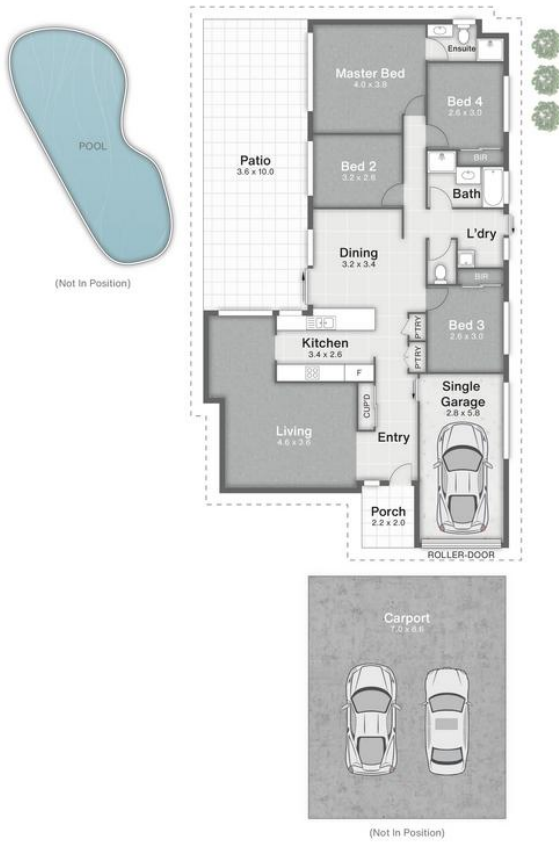 Ensuite
Master Bed
4.0 x 3.8
Bed 4
2.6 x 3.0
POOL
Patio
3.6 x 10.0
Bed 2
3.2 x 2.6
BIR
Bath
L'dry
(Not In Position)
Dining
3.2 x 3.4
BIR
Bed 3
2.6 x 3.0
P'TRY
P'TRY
Kitchen
3.4 x 2.6
F
Single
Garage
2.8 x 5.8
CUP'D
Living
4.6 x 3.6
Entry
Porch
2.2 x 2.0
ROLLER-DOOR
Carport
7.0 x 6.6
(Not In Position)